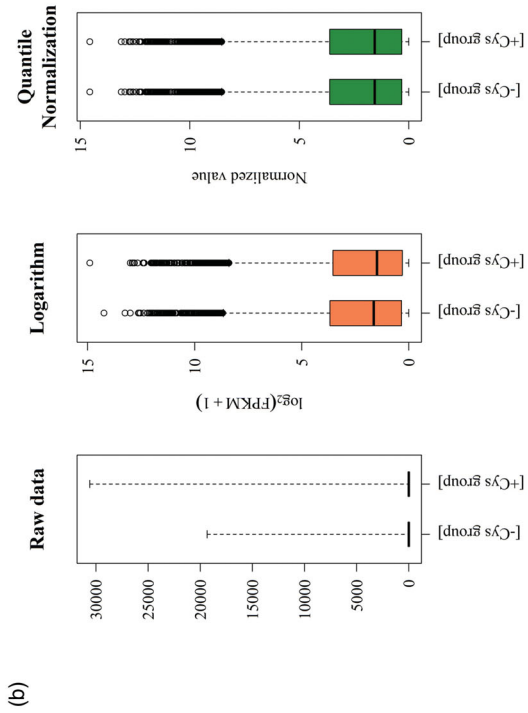 (b)
Raw data
30000
25000
20000
15000
10000
5000
0
[-Cys group]
[+Cys group]
Logarithm
log₂(FPKM + 1)
15
10
5
0
[-Cys group]
[+Cys group]
Quantile
Normalization
Normalized value
15
10
5
0
[-Cys group]
[+Cys group]